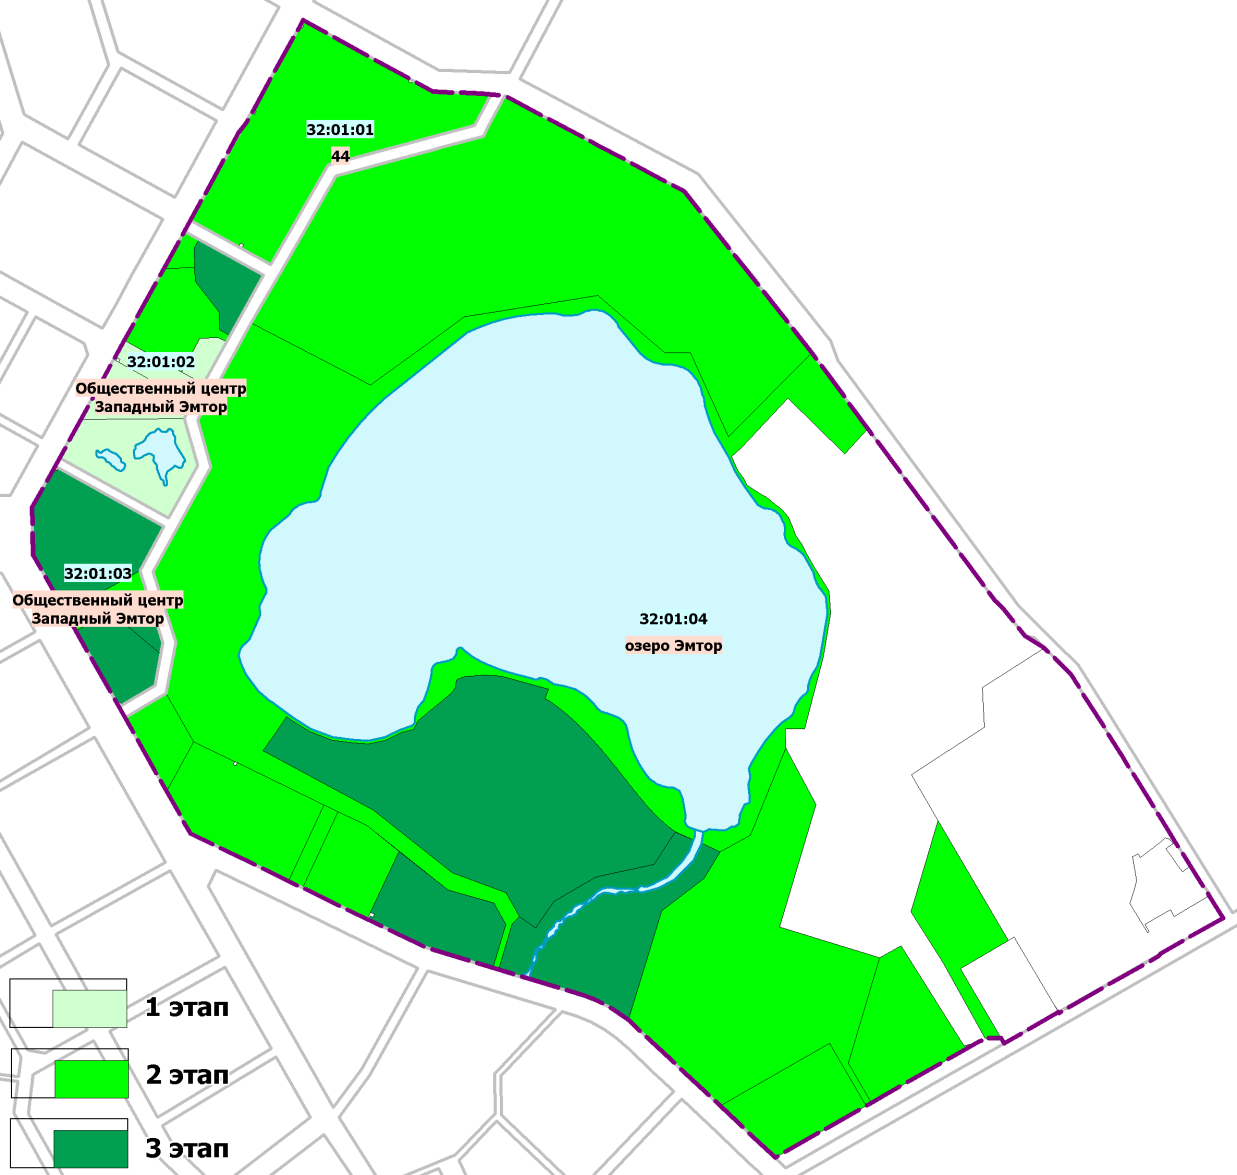 32:01:01
44
32:01:02
Общественный центр
Западный Эмтор
32:01:03
Общественный центр
Западный Эмтор
32:01:04
озеро Эмтор
1 этап
2 этап
3 этап